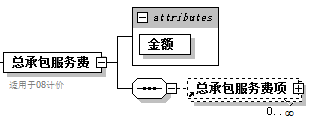 attributes
金额
总承包服务费
适用于08计价
总承包服务费项
0..∞